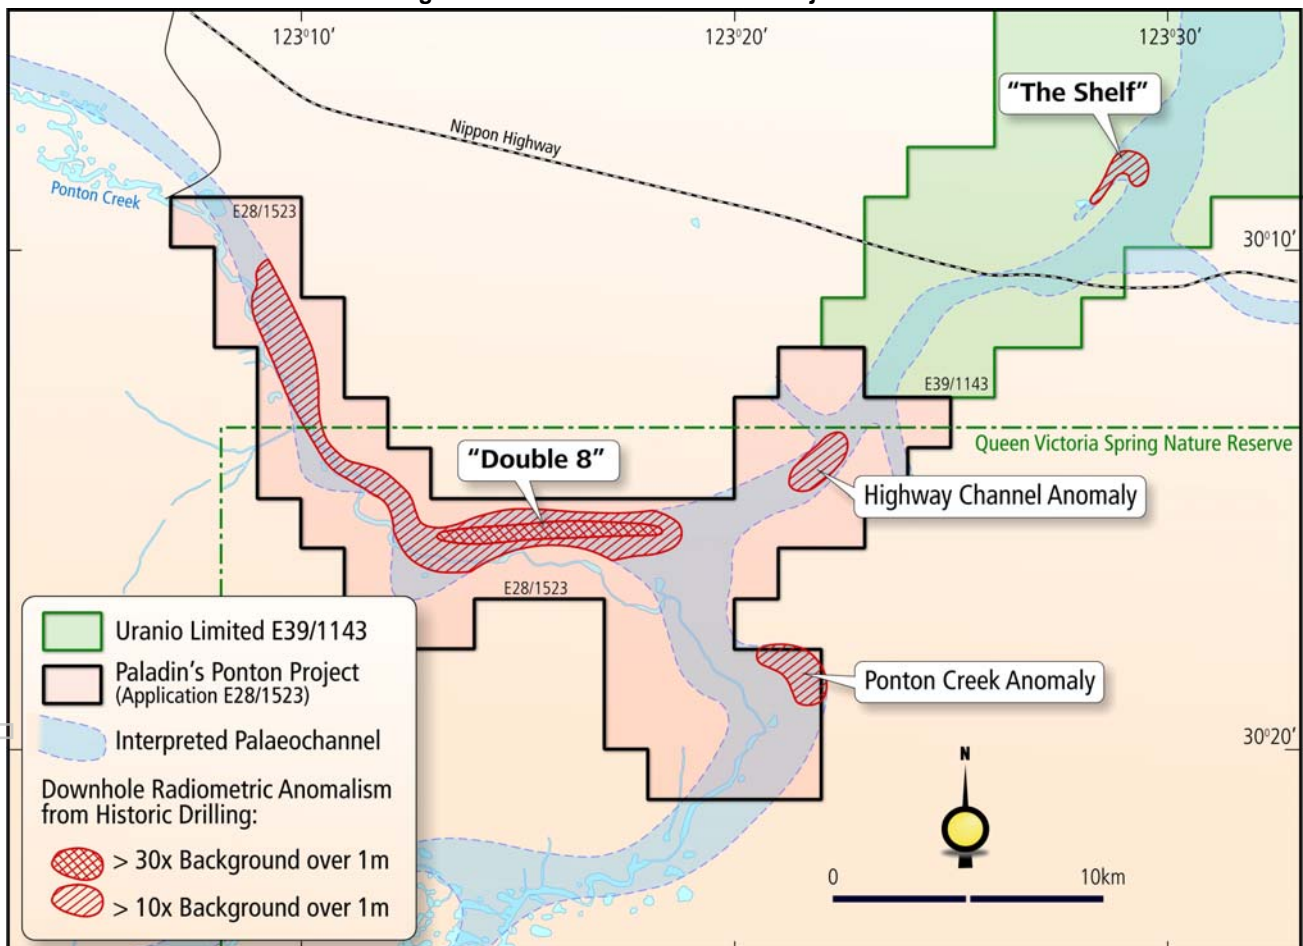 123°10'
123°20'
123°30'
"The Shelf"
Nippon Highway
Ponton Creek
E28/1523
30°10'
E39/1143
Queen Victoria Spring Nature Reserve
"Double 8"
Highway Channel Anomaly
E28/1523
Ponton Creek Anomaly
30°20'
Uranio Limited E39/1143
Paladin's Ponton Project
(Application E28/1523)
Interpreted Palaeochannel
Downhole Radiometric Anomalism
from Historic Drilling:
> 30x Background over 1m
> 10x Background over 1m
N
0
10km